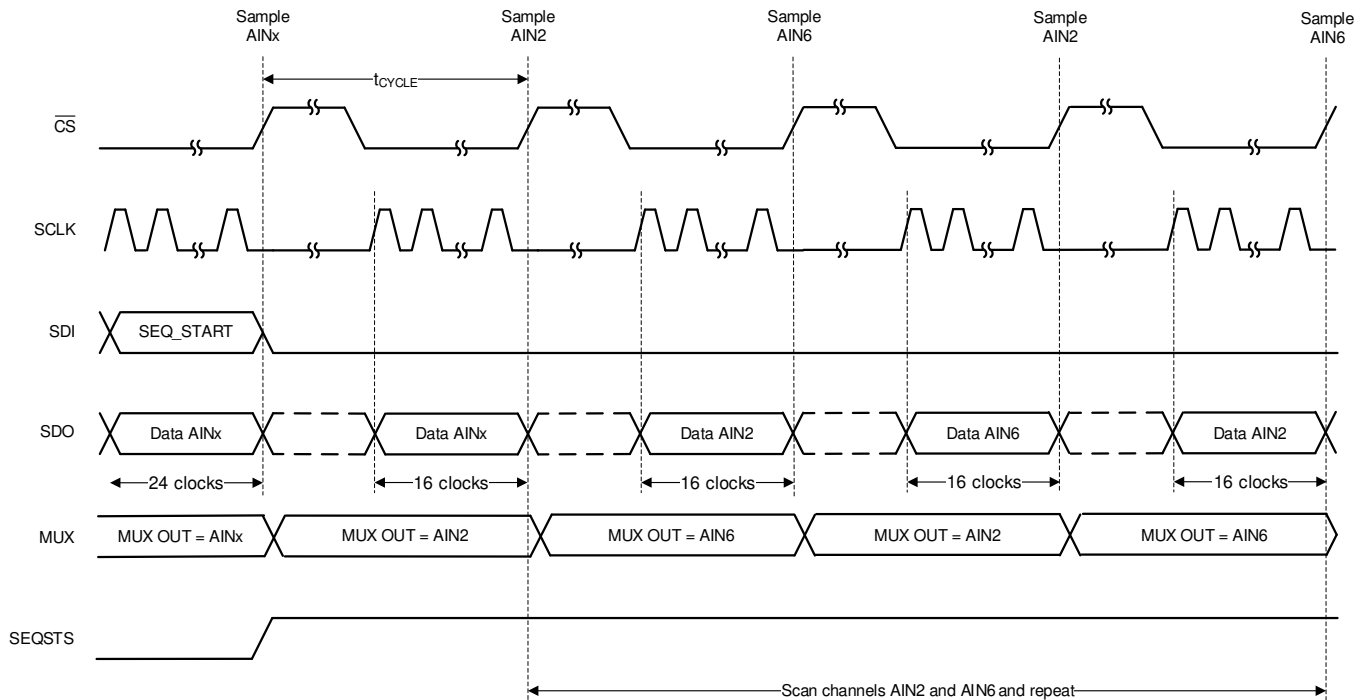 Sample
AINx
Sample
AIN2
Sample
AIN6
Sample
AIN2
Sample
AIN6
tCYCLE
CS
SCLK
SDI
SEQ_START
SDO
Data AINx
Data AINx
Data AIN2
Data AIN6
Data AIN2
24 clocks
16 clocks
16 clocks
16 clocks
16 clocks
MUX
MUX OUT = AINx
MUX OUT = AIN2
MUX OUT = AIN6
MUX OUT = AIN2
MUX OUT = AIN6
SEQSTS
Scan channels AIN2 and AIN6 and repeat